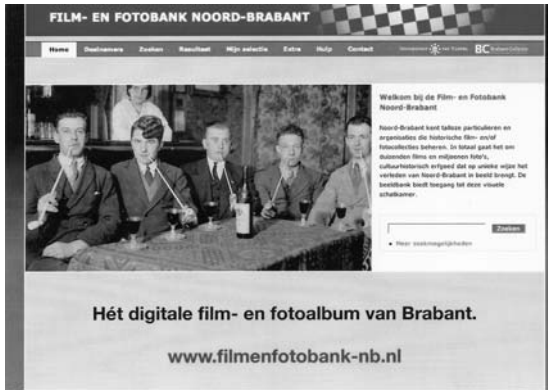 FILM- EN FOTOBANK NOORD-BRABANT
Home Deelnemers Zoeken Resultaat Mijn selectie Extra Hulp Contact BC
Welkom bij de Film- en Fotobank
Noord-Brabant
Noord-Brabant kent talloze particulieren en
organisaties die historische film- en/of
fotocollecties beheren. In totaal gaat het om
duizenden films en miljoenen foto's,
cultuurhistorisch erfgoed dat op unieke wijze het
verleden van Noord-Brabant in beeld brengt. De
beeldbank biedt toegang tot deze visuele
schatkamer.
Zoeken
• Meer zoekmogelijkheden
Hét digitale film- en fotoalbum van Brabant.
www.filmenfotobank-nb.nl